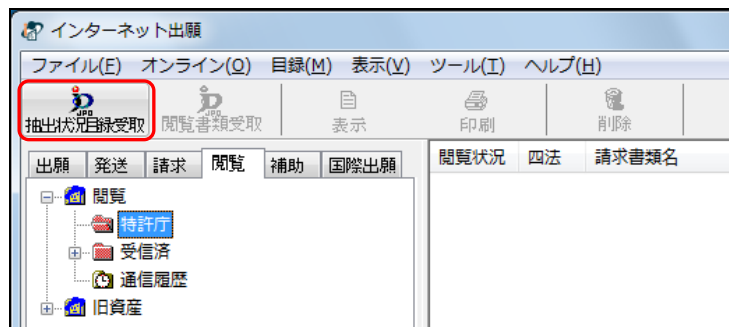 インターネット出願
ファイル(F) オンライン(O) 目録(M) 表示(V) ツール(T) ヘルプ(H)
JPO JPO
抽出状況目録受取 閲覧書類受取 表示 印刷 削除
出願 発送 請求 閲覧 補助 国際出願
閲覧状況 四法 請求書類名
閲覧
特許庁
受信済
通信履歴
旧資産